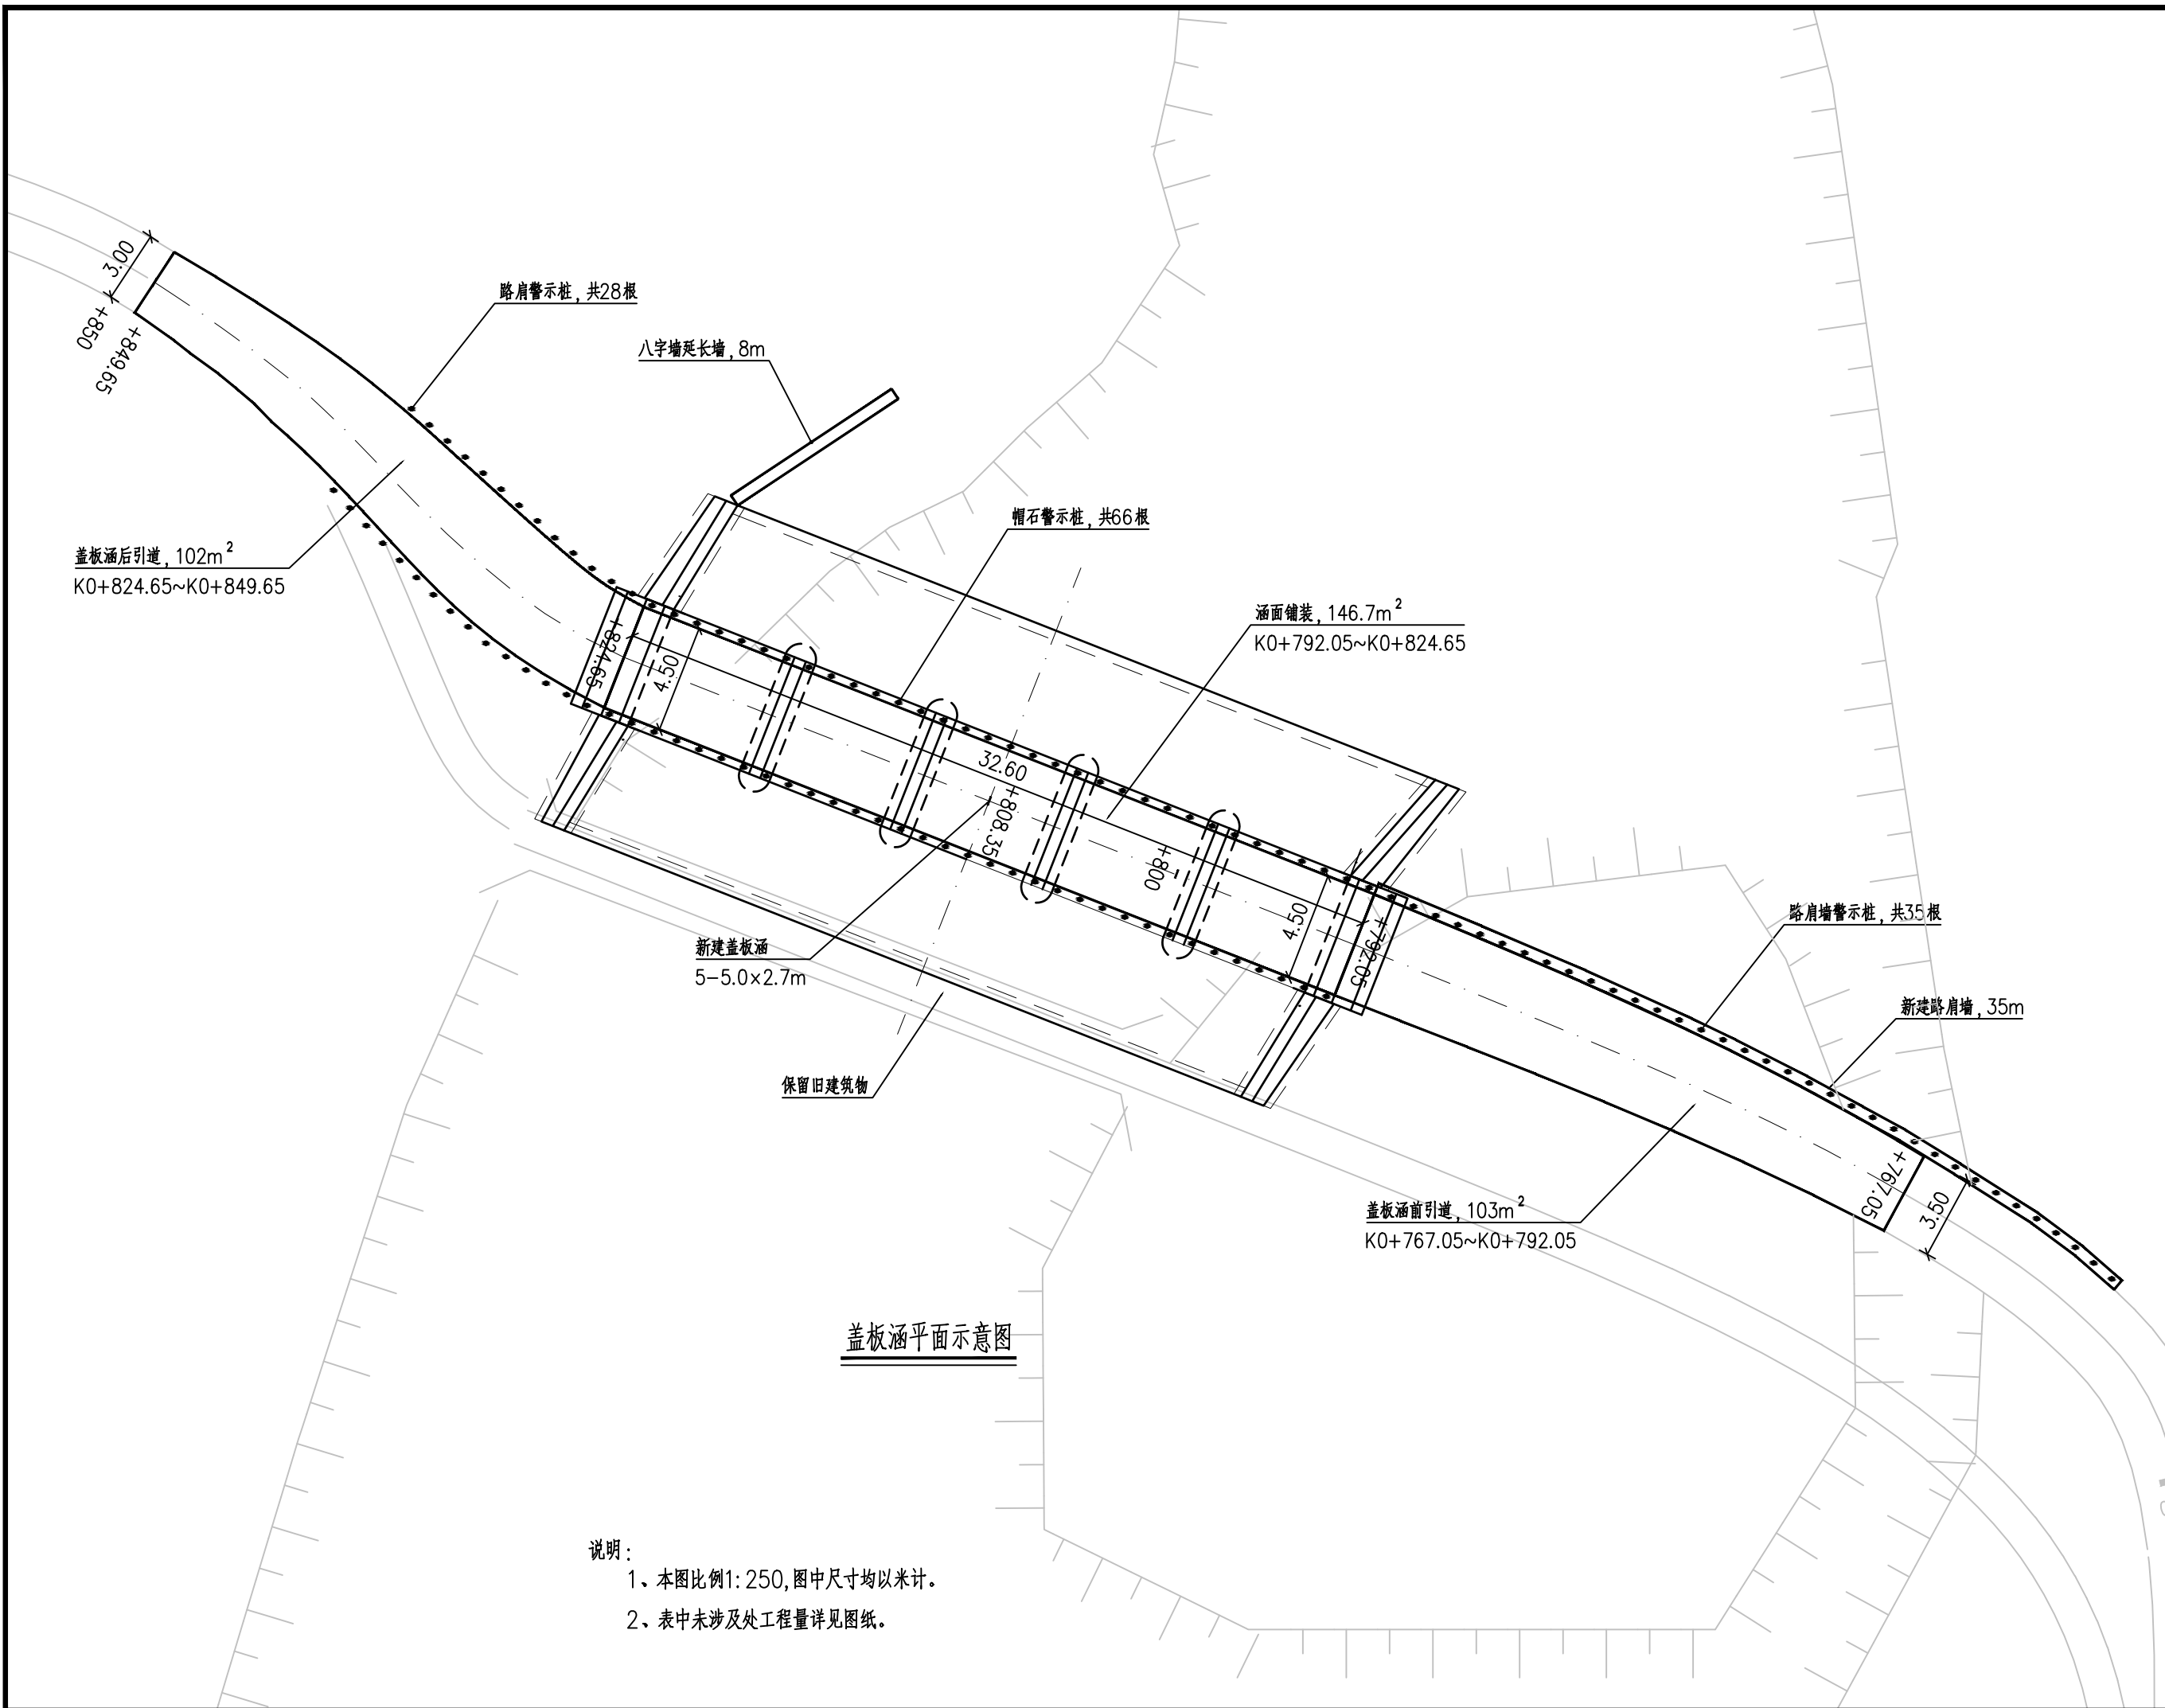 3.00
+850
+849.65
路肩警示桩，共28根
八字墙延长墙，8m
帽石警示桩，共66根
盖板涵后引道，102m²
K0+824.65~K0+849.65
涵面铺装，146.7m²
K0+792.05~K0+824.65
+824.65
4.50
32.60
+808.35
+800
4.50
+792.05
路肩墙警示桩，共35根
新建盖板涵
5-5.0×2.7m
新建路肩墙，35m
保留旧建筑物
+767.05
3.50
盖板涵前引道，103m²
K0+767.05~K0+792.05
盖板涵平面示意图
说明：
1、本图比例1：250,图中尺寸均以米计。
2、表中未涉及处工程量详见图纸。